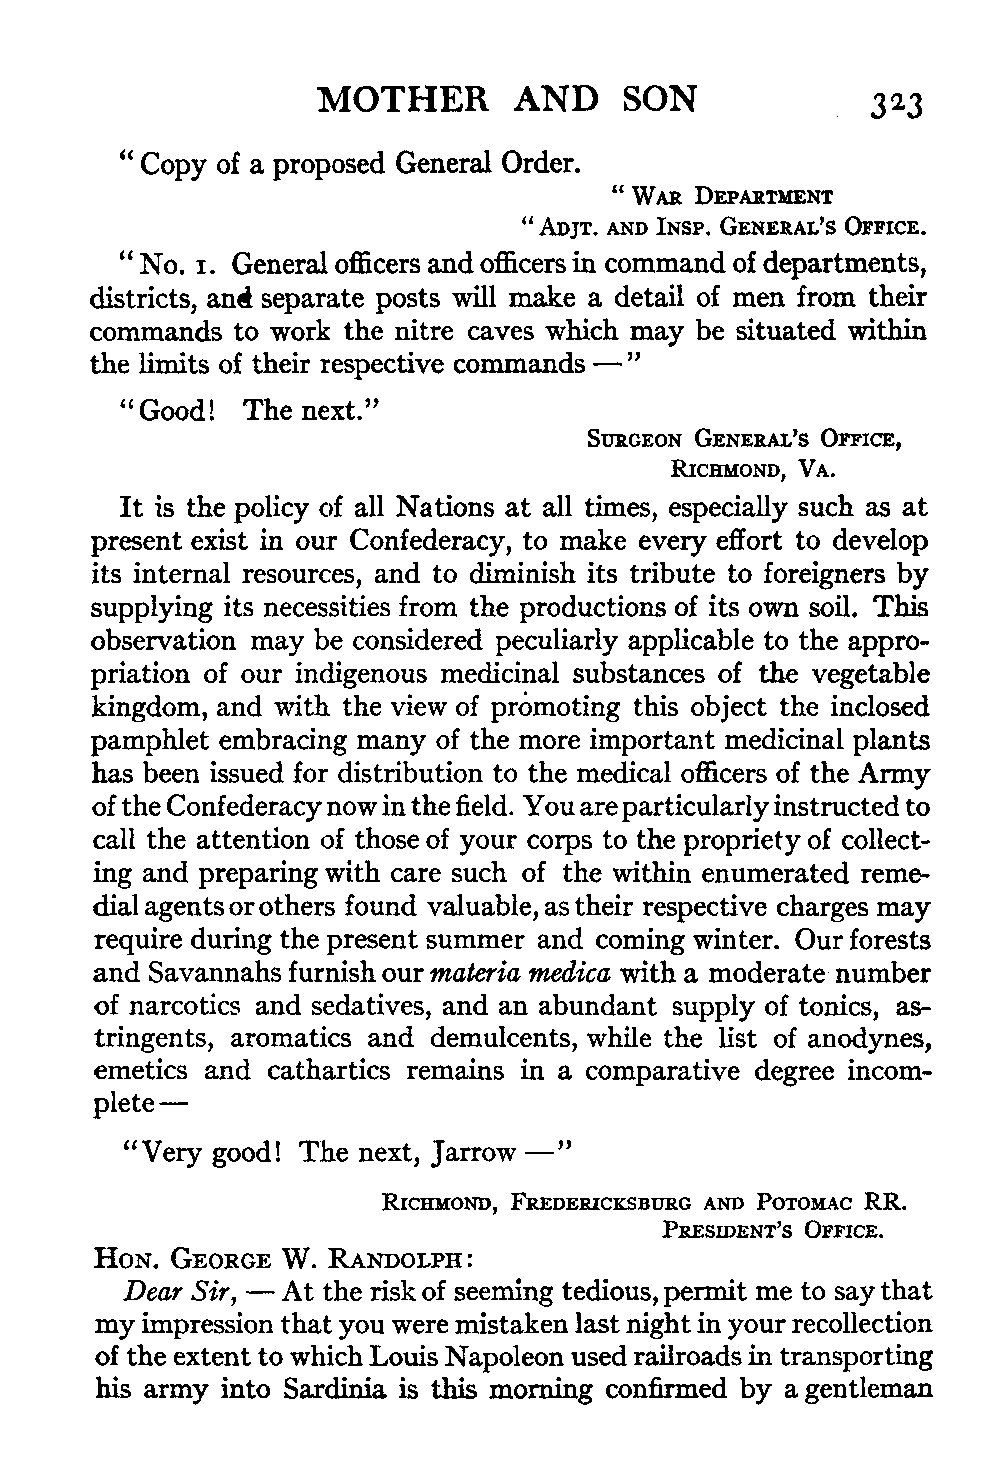 MOTHER AND SON 323
“Copy of a proposed General Order.
“War Department
“Adjt. and Insp. General’s Office.
“No. 1. General officers and officers in command of departments,
districts, and separate posts will make a detail of men from their
commands to work the nitre caves which may be situated within
the limits of their respective commands —”
“Good! The next.”
Surgeon General’s Office,
Richmond, Va.
It is the policy of all Nations at all times, especially such as at
present exist in our Confederacy, to make every effort to develop
its internal resources, and to diminish its tribute to foreigners by
supplying its necessities from the productions of its own soil. This
observation may be considered peculiarly applicable to the appro-
priation of our indigenous medicinal substances of the vegetable
kingdom, and with the view of promoting this object the inclosed
pamphlet embracing many of the more important medicinal plants
has been issued for distribution to the medical officers of the Army
of the Confederacy now in the field. You are particularly instructed to
call the attention of those of your corps to the propriety of collect-
ing and preparing with care such of the within enumerated reme-
dial agents or others found valuable, as their respective charges may
require during the present summer and coming winter. Our forests
and Savannahs furnish our materia medica with a moderate number
of narcotics and sedatives, and an abundant supply of tonics, as-
tringents, aromatics and demulcents, while the list of anodynes,
emetics and cathartics remains in a comparative degree incom-
plete —
“Very good! The next, Jarrow —”
Richmond, Fredericksburg and Potomac RR.
President’s Office.
Hon. George W. Randolph:
Dear Sir, — At the risk of seeming tedious, permit me to say that
my impression that you were mistaken last night in your recollection
of the extent to which Louis Napoleon used railroads in transporting
his army into Sardinia is this morning confirmed by a gentleman